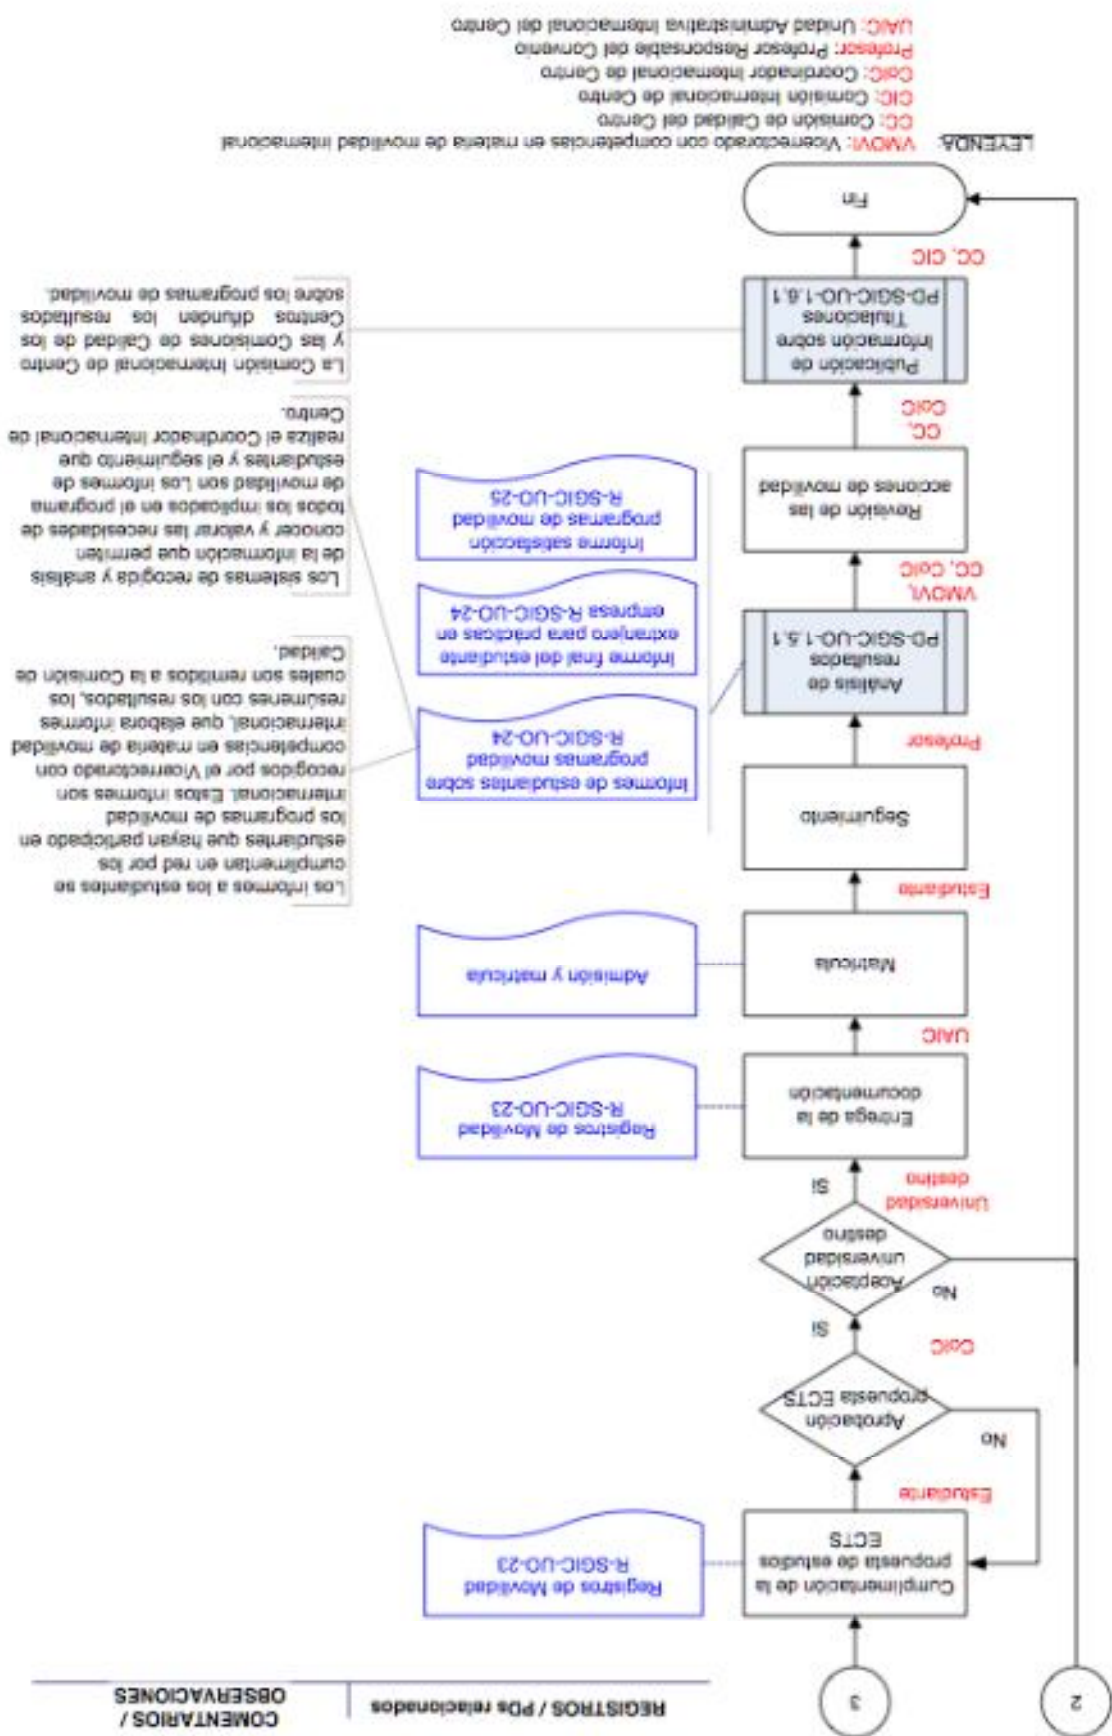 2
3
REGISTROS / PDs relacionados
COMENTARIOS /
OBSERVACIONES
Cumplimentación de la
propuesta de estudios
ECTS
Registros de Movilidad
R-SGIC-UO-23
Estudiante
No
Aprobación
propuesta ECTS
CoIC
Si
No
Aceptación
universidad
destino
Universidad
destino
Si
Entrega de la
documentación
Registros de Movilidad
R-SGIC-UO-23
UAIC
Matrícula
Admisión y matrícula
Estudiante
Seguimiento
Profesor
Los informes a los estudiantes se
cumplimentan en red por los
estudiantes que hayan participado en
los programas de movilidad
internacional. Estos informes son
recogidos por el Vicerrectorado con
competencias en materia de movilidad
internacional, que elabora informes
resúmenes con los resultados, los
cuales son remitidos a la Comisión de
Calidad.
Análisis de
resultados
PD-SGIC-UO-1.5.1
Informes de estudiantes sobre
programas movilidad
R-SGIC-UO-24
Informe final del estudiante
extranjero para prácticas en
empresa R-SGIC-UO-24
Informe satisfacción
programas de movilidad
R-SGIC-UO-25
VMOVI,
CC, CoIC
Los sistemas de recogida y análisis
de la información que permiten
conocer y valorar las necesidades de
todos los implicados en el programa
de movilidad son Los informes de
estudiantes y el seguimiento que
realiza el Coordinador Internacional de
Centro.
Revisión de las
acciones de movilidad
CC,
CoIC
Publicación de
Información sobre
Titulaciones
PD-SGIC-UO-1.6.1
La Comisión Internacional de Centro
y las Comisiones de Calidad de los
Centros difunden los resultados
sobre los programas de movilidad.
CC, CIC
Fin
LEYENDA: VMOVI: Vicerrectorado con competencias en materia de movilidad internacional
CC: Comisión de Calidad del Centro
CIC: Comisión Internacional de Centro
CoIC: Coordinador Internacional de Centro
Profesor: Profesor Responsable del Convenio
UAIC: Unidad Administrativa Internacional del Centro